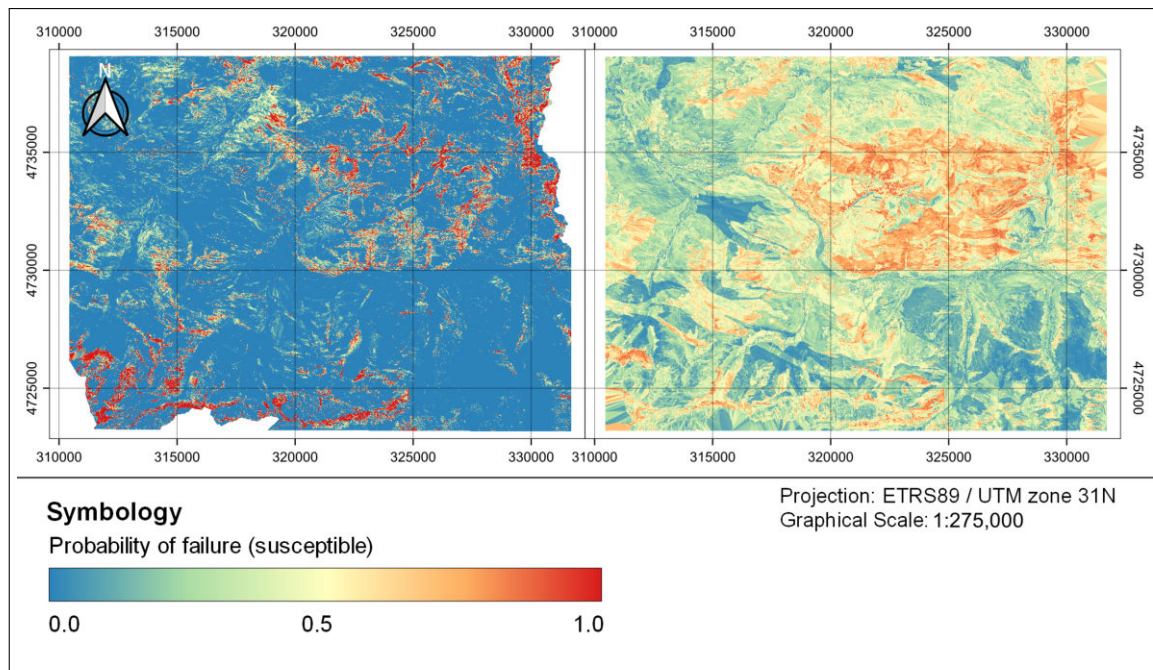 310000 315000 320000 325000 330000 310000 315000 320000 325000 330000
N
4735000 4735000
4730000 4730000
4725000 4725000
310000 315000 320000 325000 330000 310000 315000 320000 325000 330000
Projection: ETRS89 / UTM zone 31N
Graphical Scale: 1:275,000
Symbology
Probability of failure (susceptible)
0.0 0.5 1.0